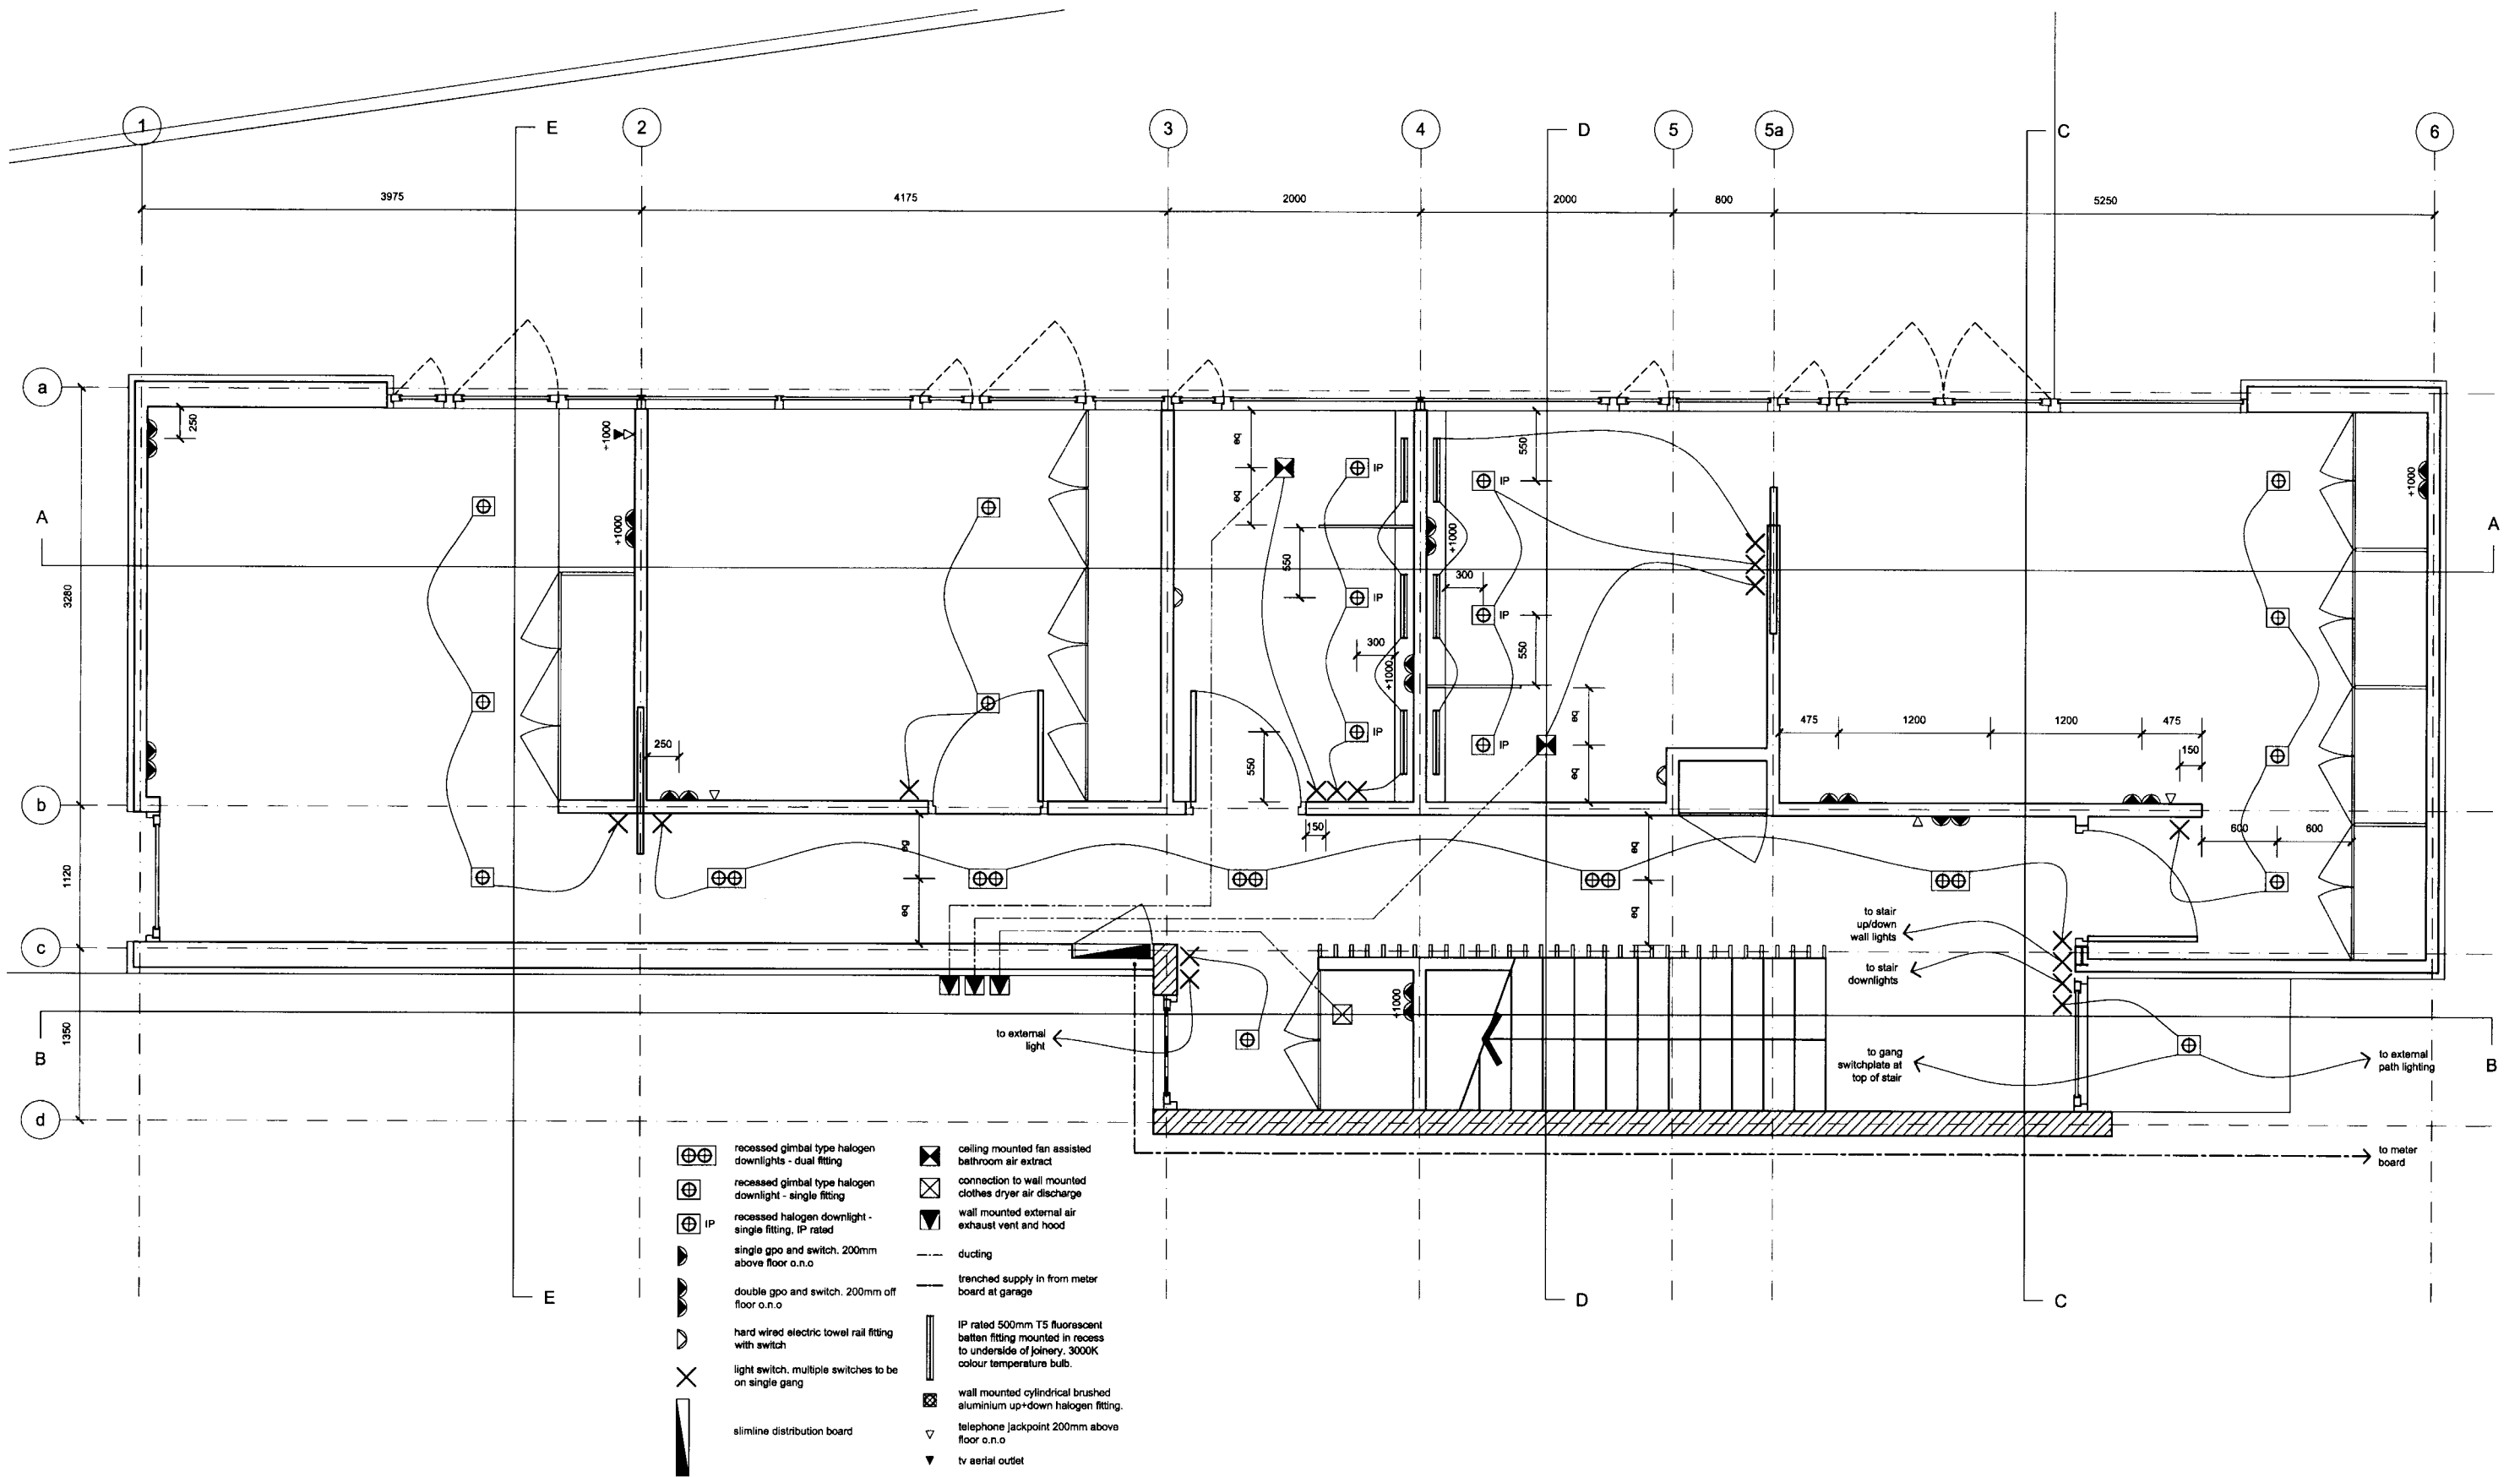 1
E
2
3
4
D
5
5a
C
6
3975
4175
2000
2000
800
5250
a
250
+1000
eq
IP
550
IP
+1000
A
+1000
eq
+1000
A
3280
550
IP
300
IP
300
+1000
550
IP
250
550
IP
eq
eq
475
1200
1200
475
150
b
150
600
600
eq
eq
1120
eq
eq
to stair
up/down
wall lights
c
to stair
downlights
+1000
1350
B
to external
light
to gang
switchplate at
top of stair
to external
path lighting
B
d
to meter
board
recessed gimbal type halogen
downlights - dual fitting
recessed gimbal type halogen
downlight - single fitting
IP
recessed halogen downlight -
single fitting, IP rated
single gpo and switch. 200mm
above floor o.n.o
double gpo and switch. 200mm off
floor o.n.o
hard wired electric towel rail fitting
with switch
light switch. multiple switches to be
on single gang
slimline distribution board
ceiling mounted fan assisted
bathroom air extract
connection to wall mounted
clothes dryer air discharge
wall mounted external air
exhaust vent and hood
ducting
trenched supply in from meter
board at garage
IP rated 500mm T5 fluorescent
batten fitting mounted in recess
to underside of joinery. 3000K
colour temperature bulb.
wall mounted cylindrical brushed
aluminium up+down halogen fitting.
telephone jackpoint 200mm above
floor o.n.o
tv aerial outlet
E
D
C